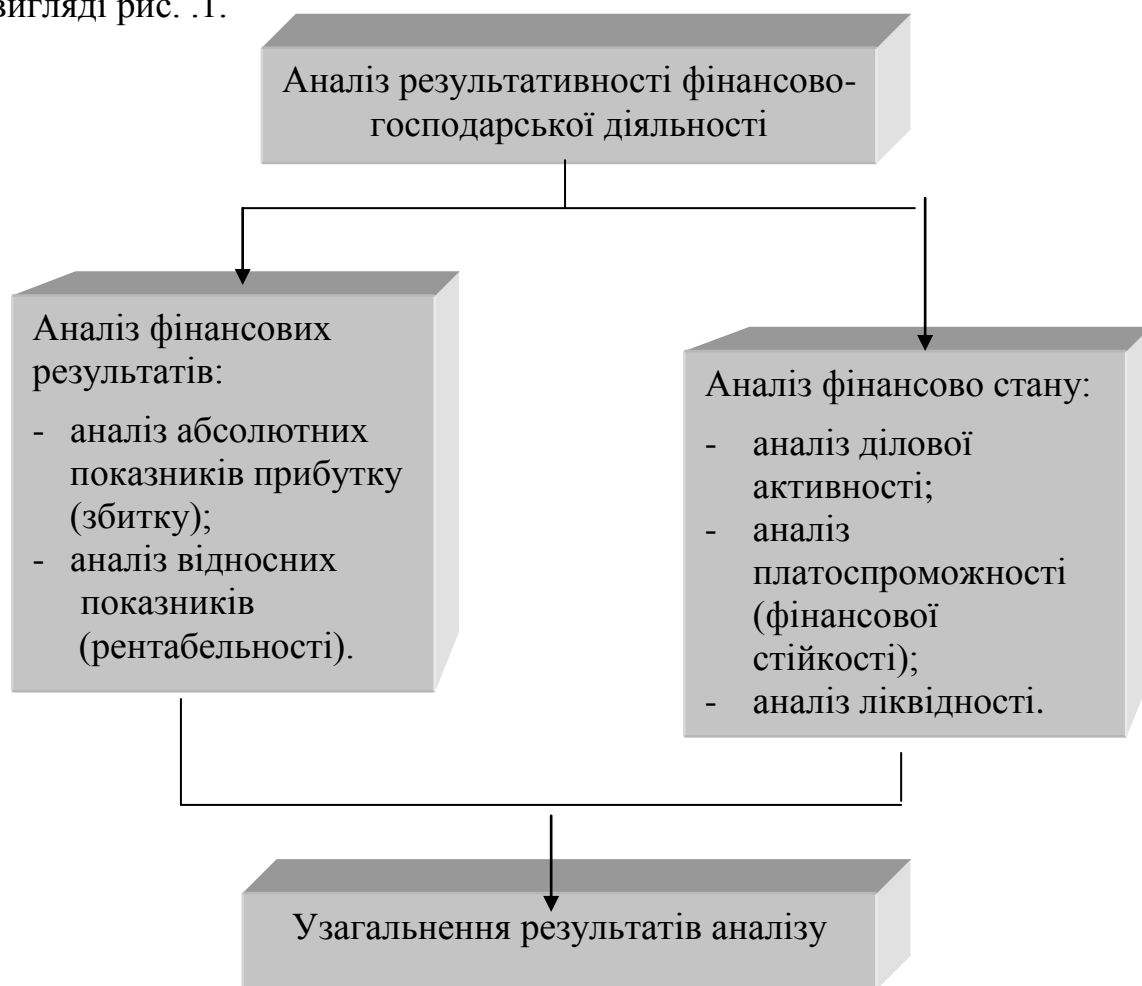 вигляді рис. .1.
Аналіз результативності фінансово-
господарської діяльності
Аналіз фінансових
результатів:
- аналіз абсолютних
показників прибутку
(збитку);
- аналіз відносних
показників
(рентабельності).
Аналіз фінансово стану:
- аналіз ділової
активності;
- аналіз
платоспроможності
(фінансової
стійкості);
- аналіз ліквідності.
Узагальнення результатів аналізу